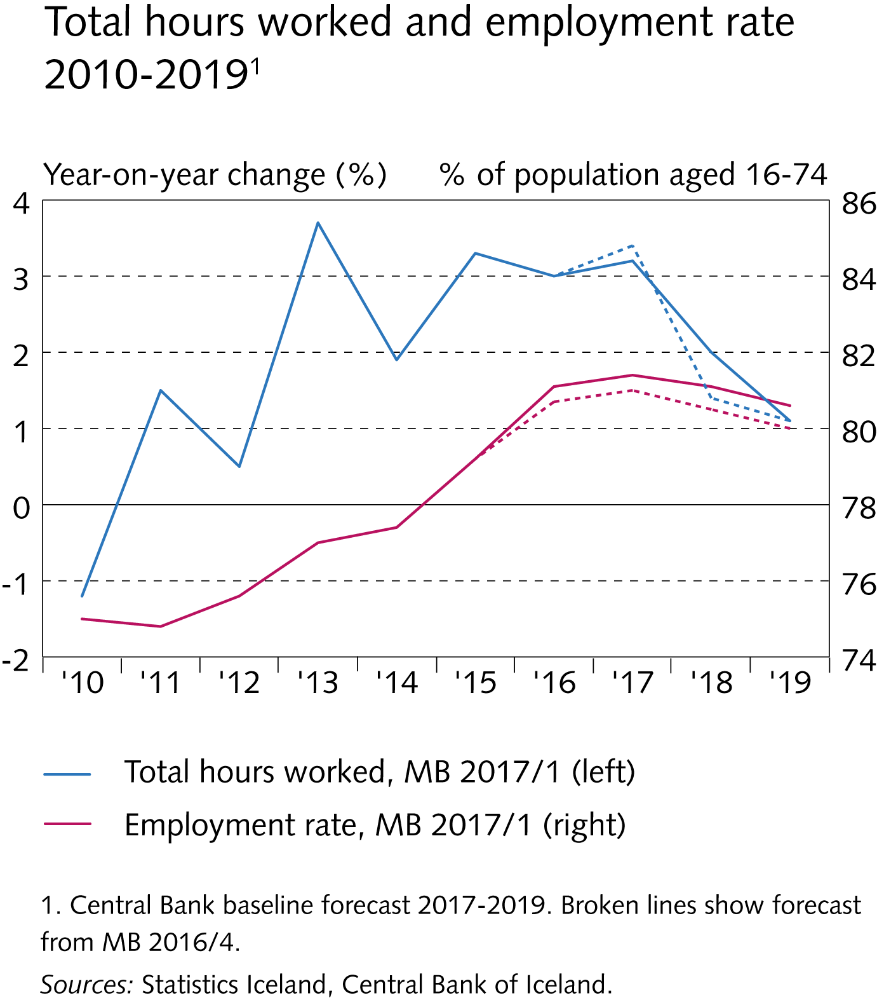 Total hours worked and employment rate
2010-2019¹
Year-on-year change (%) % of population aged 16-74
4 86
3 84
2 82
1 80
0 78
-1 76
-2 74
'10 '11 '12 '13 '14 '15 '16 '17 '18 '19
Total hours worked, MB 2017/1 (left)
Employment rate, MB 2017/1 (right)
1. Central Bank baseline forecast 2017-2019. Broken lines show forecast
from MB 2016/4.
Sources: Statistics Iceland, Central Bank of Iceland.